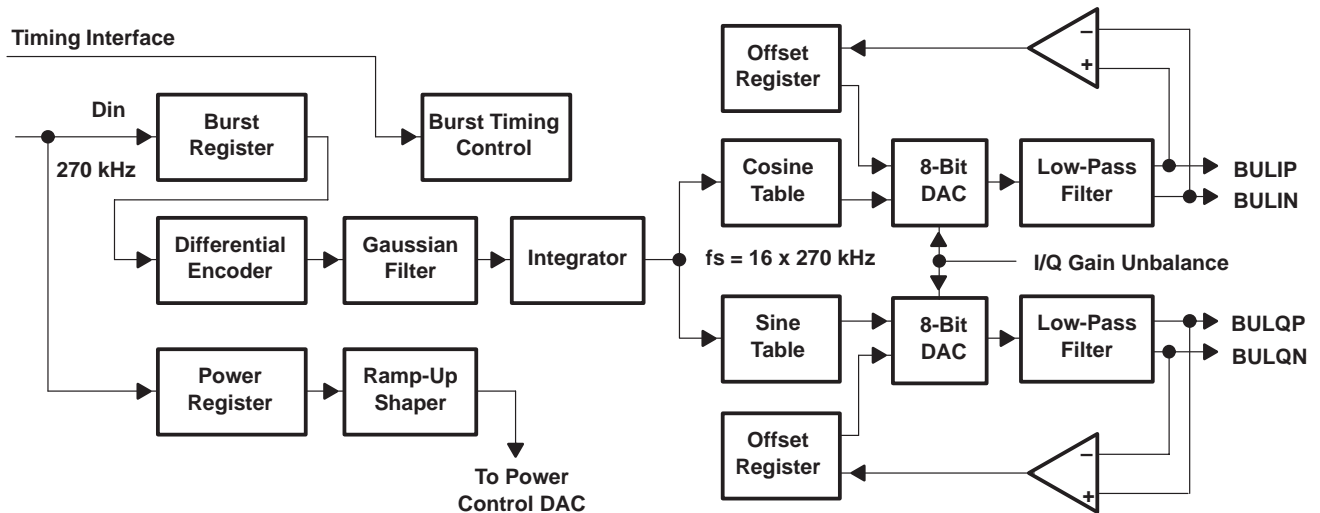 Timing Interface
Din
270 kHz
Burst
Register
Burst Timing
Control
Differential
Encoder
Gaussian
Filter
Integrator
Power
Register
Ramp-Up
Shaper
To Power
Control DAC
Offset
Register
–
+
Cosine
Table
8-Bit
DAC
Low-Pass
Filter
BULIP
BULIN
fs = 16 x 270 kHz
I/Q Gain Unbalance
Sine
Table
8-Bit
DAC
Low-Pass
Filter
BULQP
BULQN
Offset
Register
–
+